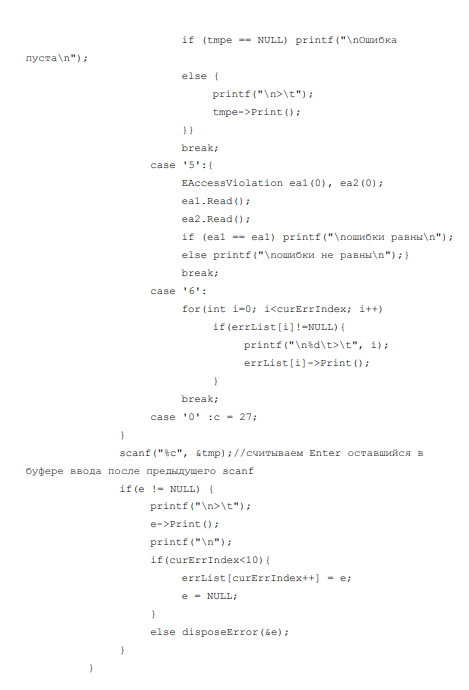 if (tmpe == NULL) printf("\nОшибка
пуста\n");
else {
printf("\n>\t");
tmpe->Print();
}}
break;
case '5':{
EAccessViolation ea1(0), ea2(0);
ea1.Read();
ea2.Read();
if (ea1 == ea1) printf("\nошибки равны\n");
else printf("\nошибки не равны\n");}
break;
case '6':
for(int i=0; i<curErrIndex; i++)
if(errList[i]!=NULL){
printf("\n%d\t>\t", i);
errList[i]->Print();
}
break;
case '0' :c = 27;
}
scanf("%c", &tmp);//считываем Enter оставшийся в
буфере ввода после предыдущего scanf
if(e != NULL) {
printf("\n>\t");
e->Print();
printf("\n");
if(curErrIndex<10){
errList[curErrIndex++] = e;
e = NULL;
}
else disposeError(&e);
}
}